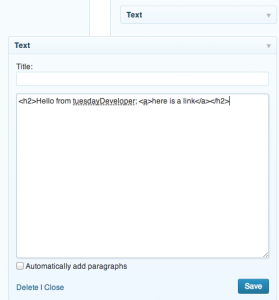 Text
Text
Title:
<h2>Hello from tuesdayDeveloper; <a>here is a link</a></h2>
Automatically add paragraphs
Delete | Close Save